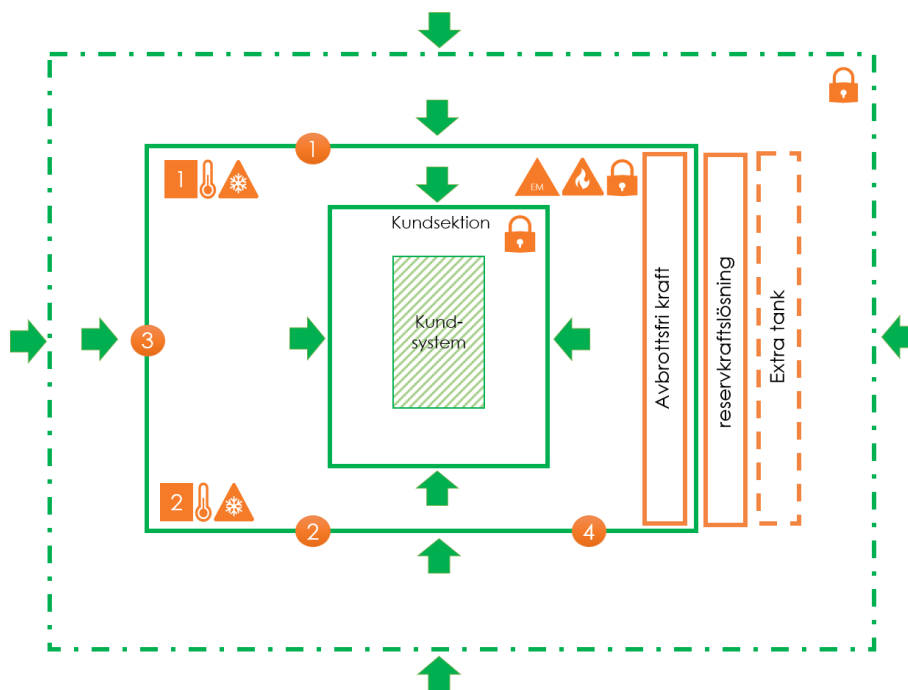 1
1
EM
Kundsektion
Kund-
system
3
Avbrottsfri kraft
reservkraftslösning
Extra tank
2
2
4